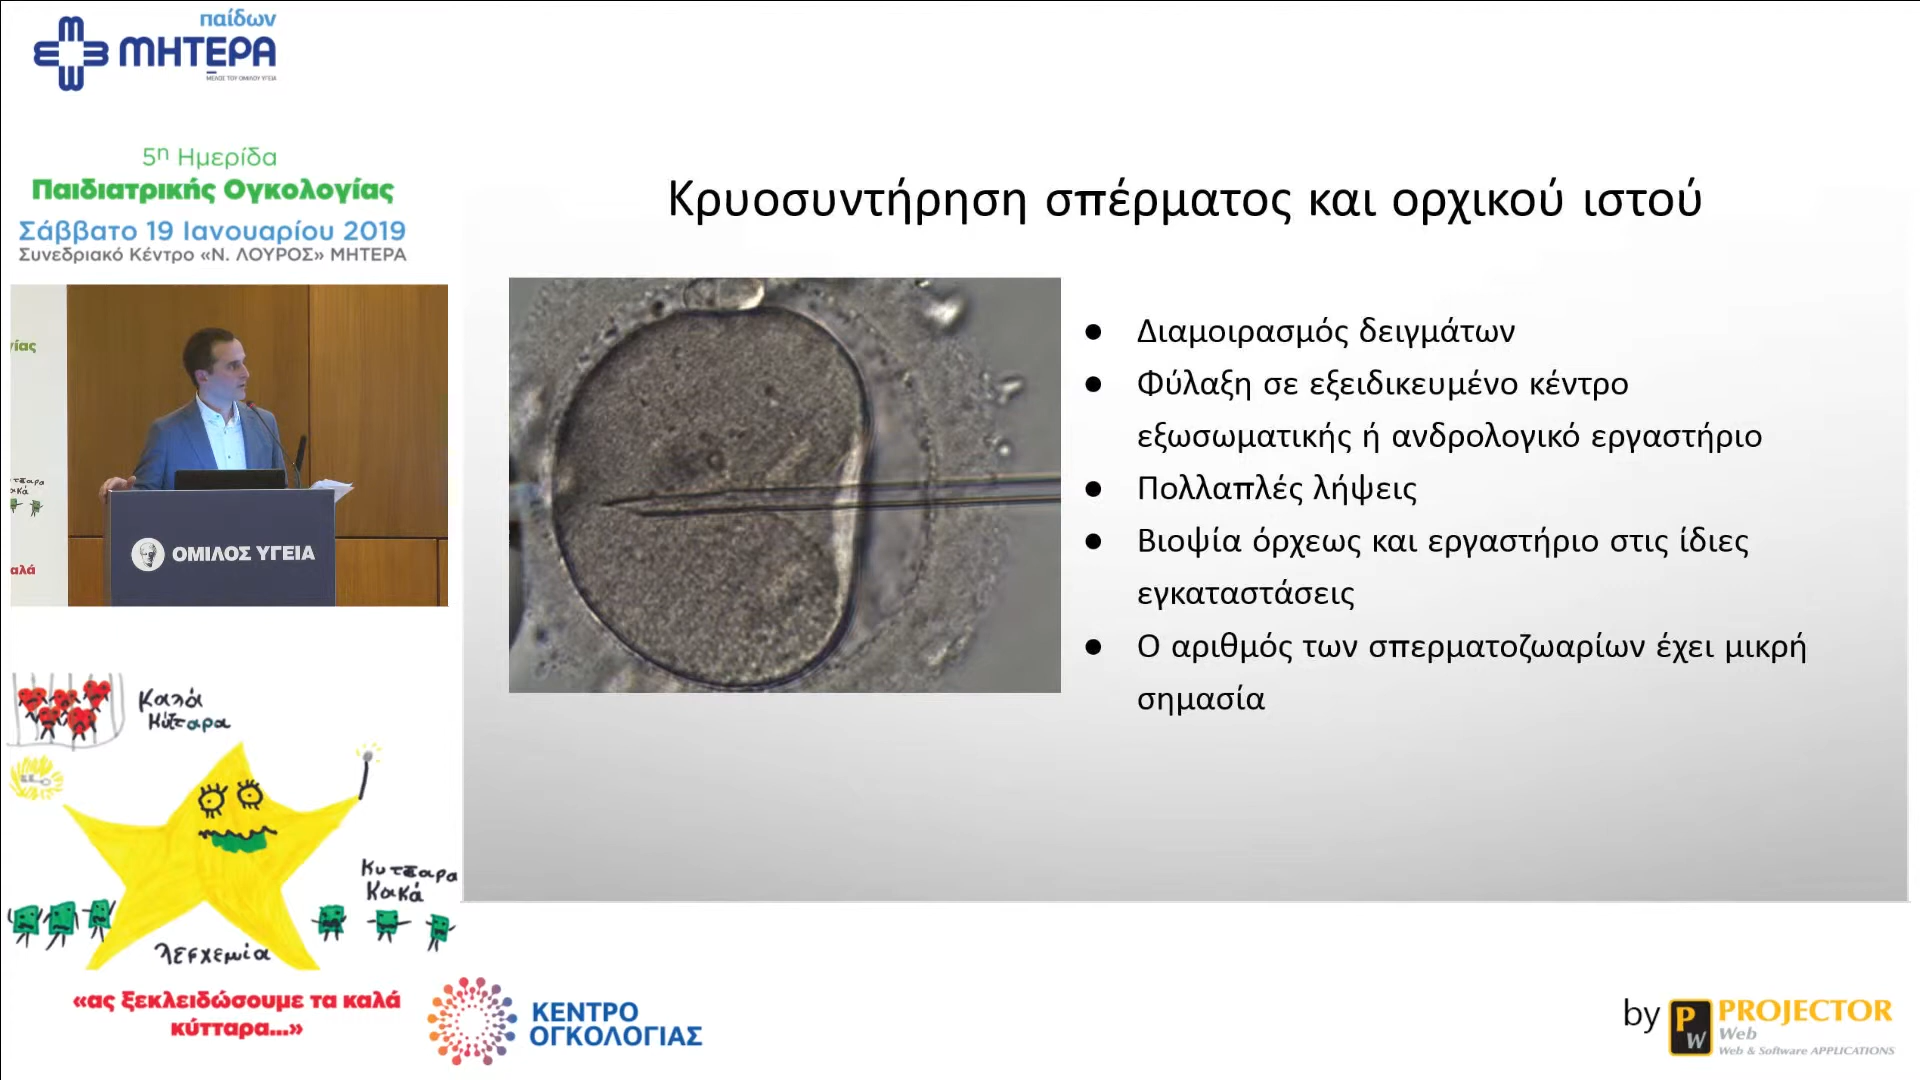 παίδων
ΜΗΤΕΡΑ
ΜΕΛΟΣ ΤΟΥ ΟΜΙΛΟΥ ΥΓΕΙΑ
5η Ημερίδα
Παιδιατρικής Ογκολογίας
Σάββατο 19 Ιανουαρίου 2019
Συνεδριακό Κέντρο «Ν. ΛΟΥΡΟΣ» ΜΗΤΕΡΑ
ΟΜΙΛΟΣ ΥΓΕΙΑ
Κρυοσυντήρηση σπέρματος και ορχικού ιστού
● Διαμοιρασμός δειγμάτων
● Φύλαξη σε εξειδικευμένο κέντρο
εξωσωματικής ή ανδρολογικό εργαστήριο
● Πολλαπλές λήψεις
● Βιοψία όρχεως και εργαστήριο στις ίδιες
εγκαταστάσεις
● Ο αριθμός των σπερματοζωαρίων έχει μικρή
σημασία
Καλά
Κύτταρα
Κυτταρα
Κακά
λεχεμία
«ας ξεκλειδώσουμε τα καλά
κύτταρα...»
ΚΕΝΤΡΟ
ΟΓΚΟΛΟΓΙΑΣ
by PW PROJECTOR
Web
Web & Software APPLICATIONS